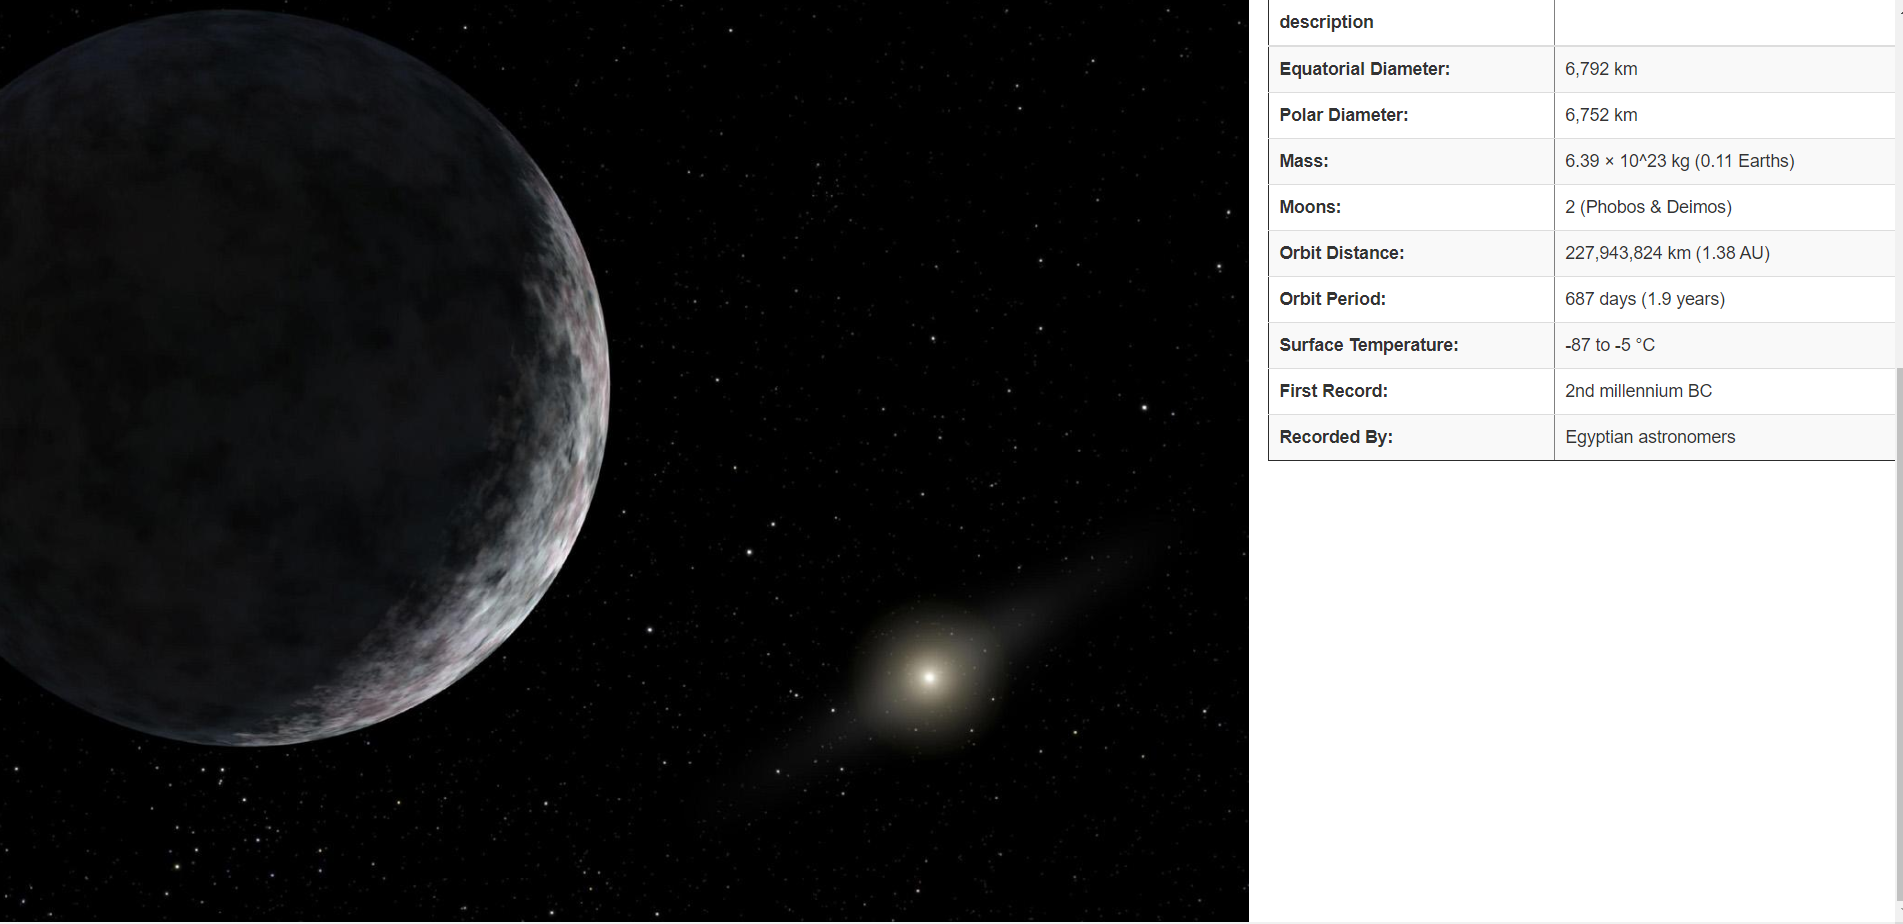 description
Equatorial Diameter: 6,792 km
Polar Diameter: 6,752 km
Mass: 6.39 × 10^23 kg (0.11 Earths)
Moons: 2 (Phobos & Deimos)
Orbit Distance: 227,943,824 km (1.38 AU)
Orbit Period: 687 days (1.9 years)
Surface Temperature: -87 to -5 °C
First Record: 2nd millennium BC
Recorded By: Egyptian astronomers